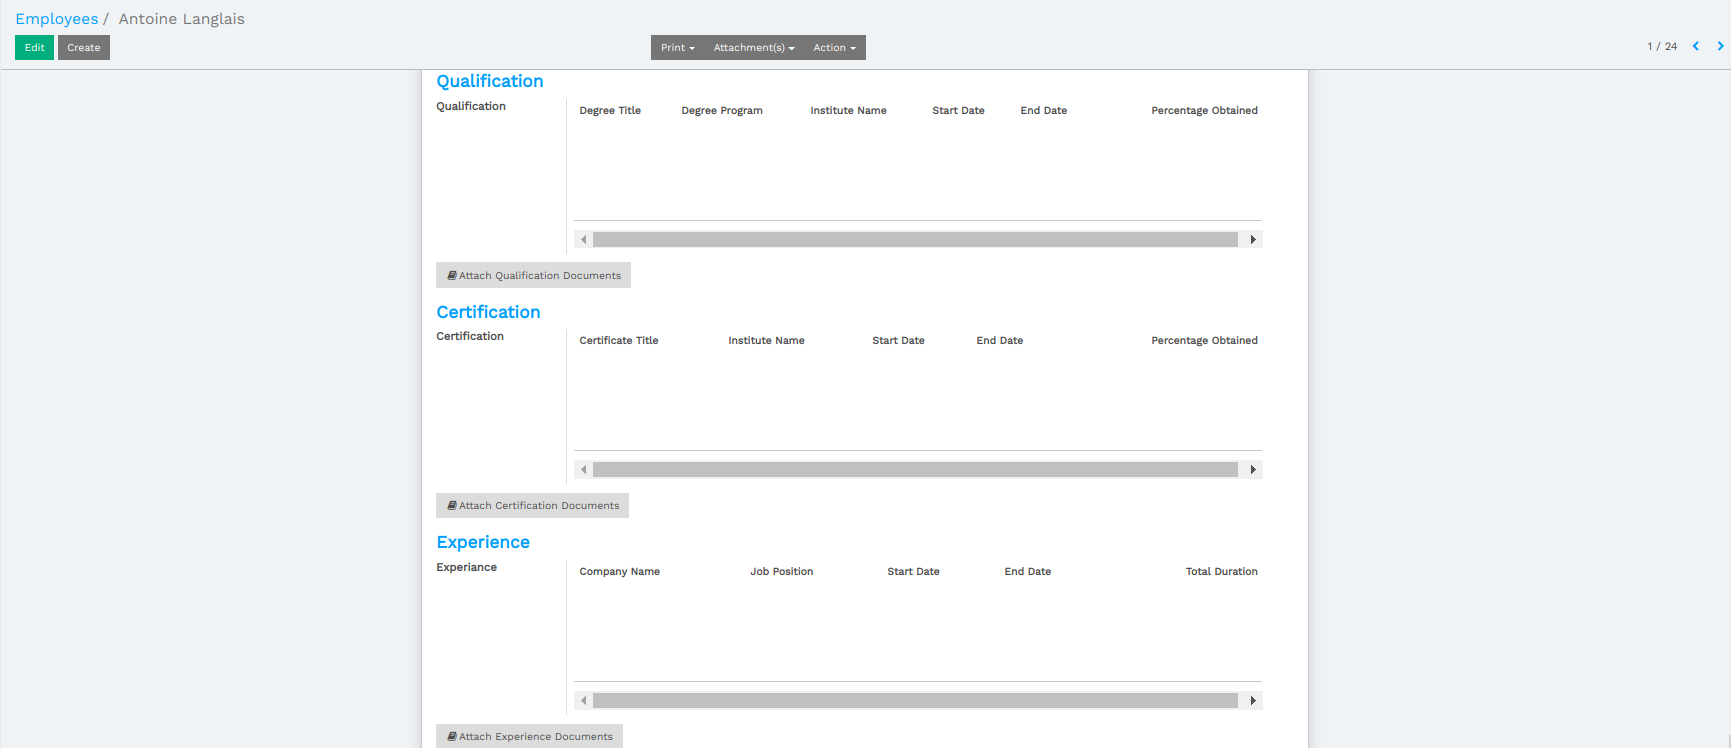 Employees / Antoine Langlais
Edit Create Print Attachment(s) Action 1 / 24
Qualification
Qualification Degree Title Degree Program Institute Name Start Date End Date Percentage Obtained
Attach Qualification Documents
Certification
Certification Certificate Title Institute Name Start Date End Date Percentage Obtained
Attach Certification Documents
Experience
Experiance Company Name Job Position Start Date End Date Total Duration
Attach Experience Documents